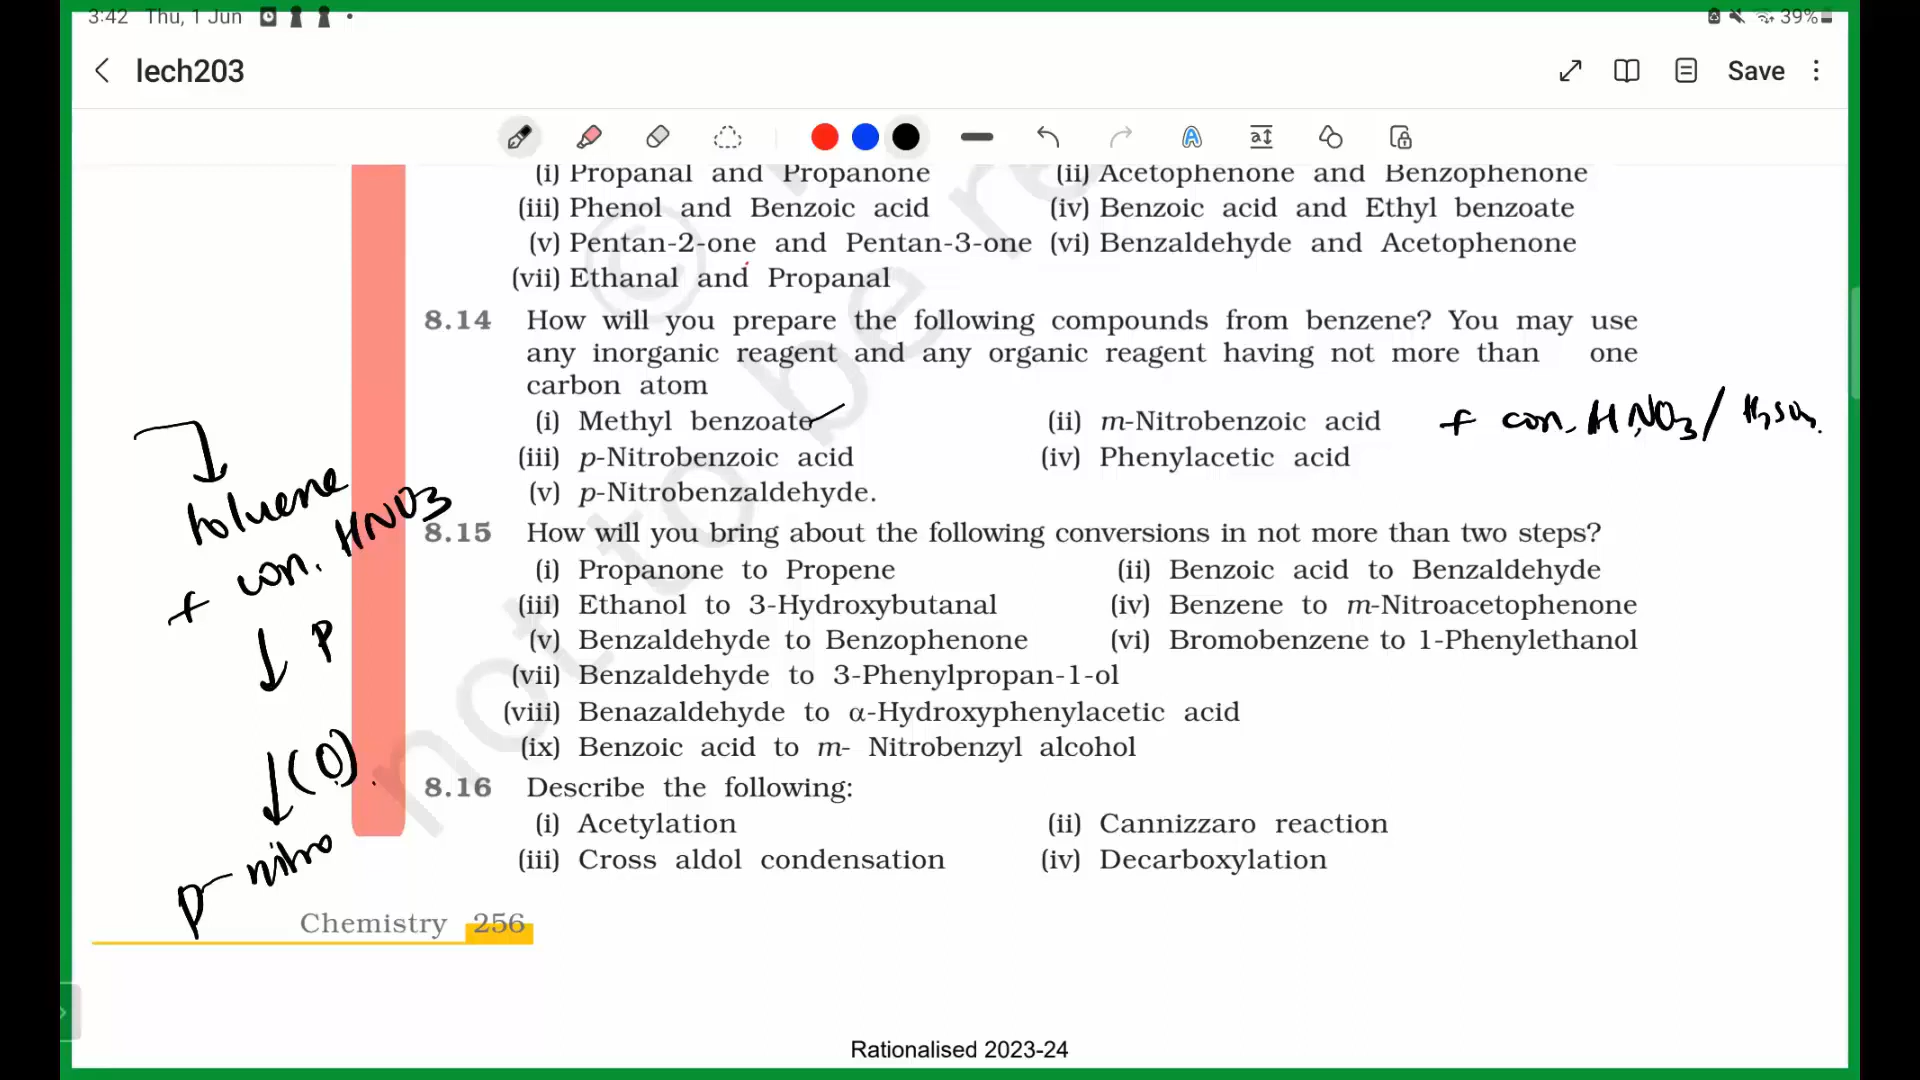 3:42 Thu, 1 Jun
39%
lech203
Save
(i) Propanal and Propanone (ii) Acetophenone and Benzophenone
(iii) Phenol and Benzoic acid (iv) Benzoic acid and Ethyl benzoate
(v) Pentan-2-one and Pentan-3-one (vi) Benzaldehyde and Acetophenone
(vii) Ethanal and Propanal
8.14 How will you prepare the following compounds from benzene? You may use
any inorganic reagent and any organic reagent having not more than one
carbon atom
(i) Methyl benzoate (ii) m-Nitrobenzoic acid + con. HNO3 / H2SO4
(iii) p-Nitrobenzoic acid (iv) Phenylacetic acid
(v) p-Nitrobenzaldehyde.
8.15 How will you bring about the following conversions in not more than two steps?
(i) Propanone to Propene (ii) Benzoic acid to Benzaldehyde
(iii) Ethanol to 3-Hydroxybutanal (iv) Benzene to m-Nitroacetophenone
(v) Benzaldehyde to Benzophenone (vi) Bromobenzene to 1-Phenylethanol
(vii) Benzaldehyde to 3-Phenylpropan-1-ol
(viii) Benazaldehyde to α-Hydroxyphenylacetic acid
(ix) Benzoic acid to m- Nitrobenzyl alcohol
8.16 Describe the following:
(i) Acetylation (ii) Cannizzaro reaction
(iii) Cross aldol condensation (iv) Decarboxylation
toluene
+ con. HNO3
P
(O)
p-nitro
Chemistry 256
Rationalised 2023-24
© not to be re